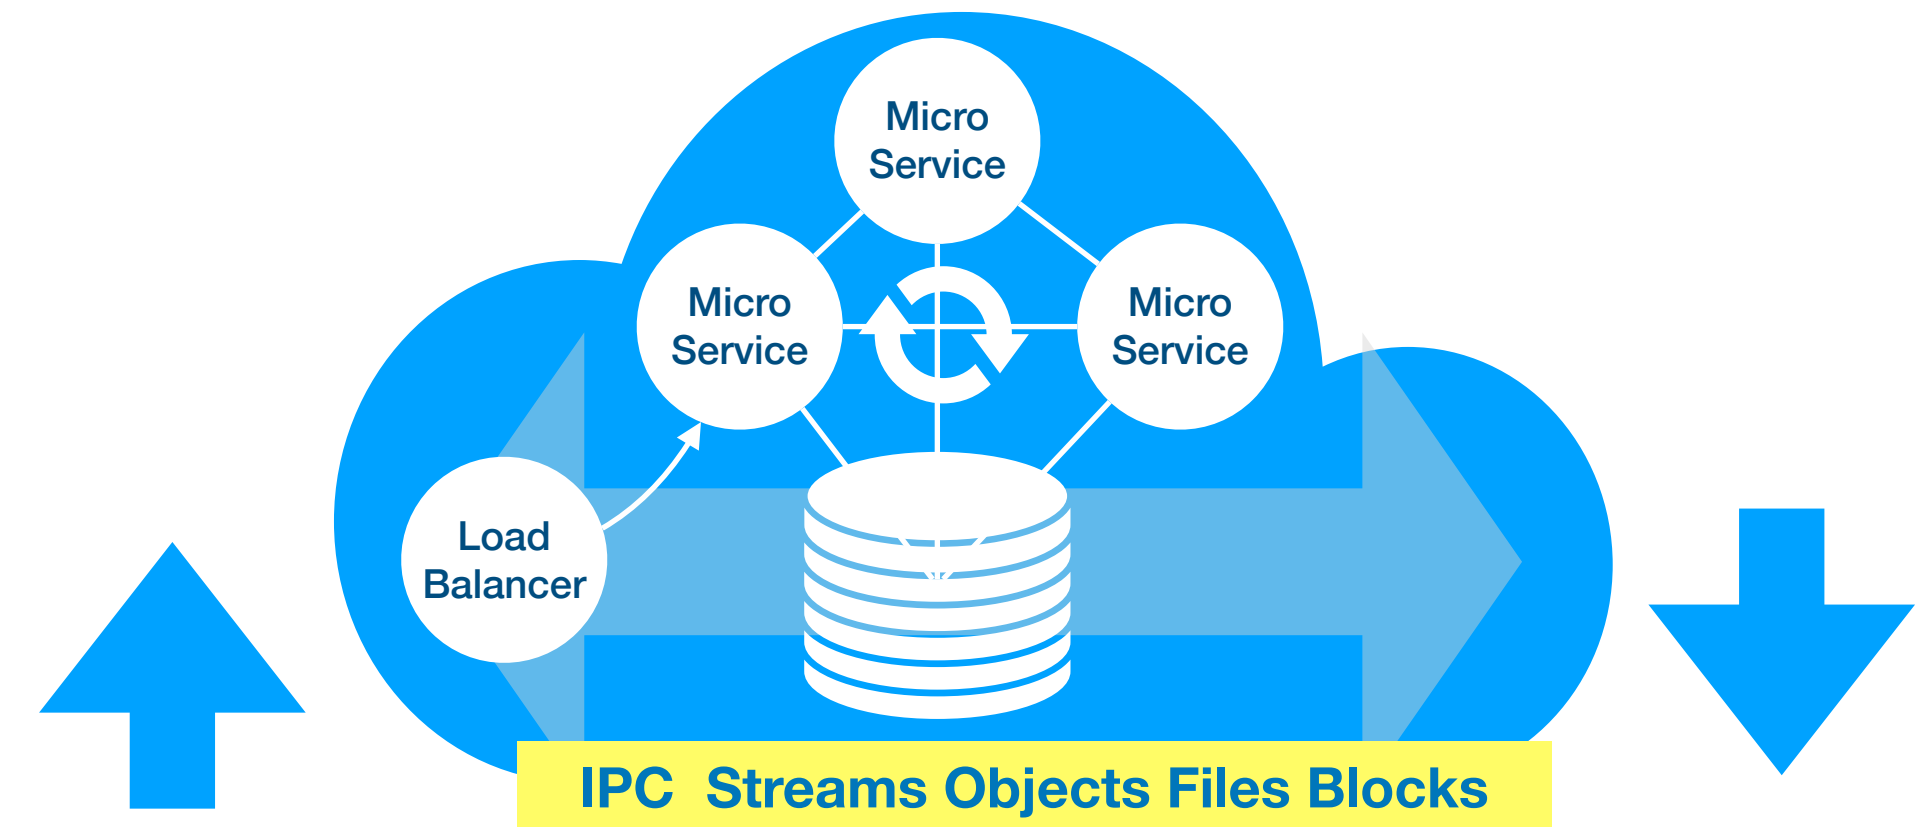 Micro
Service
Micro
Service
Micro
Service
Load
Balancer
IPC Streams Objects Files Blocks